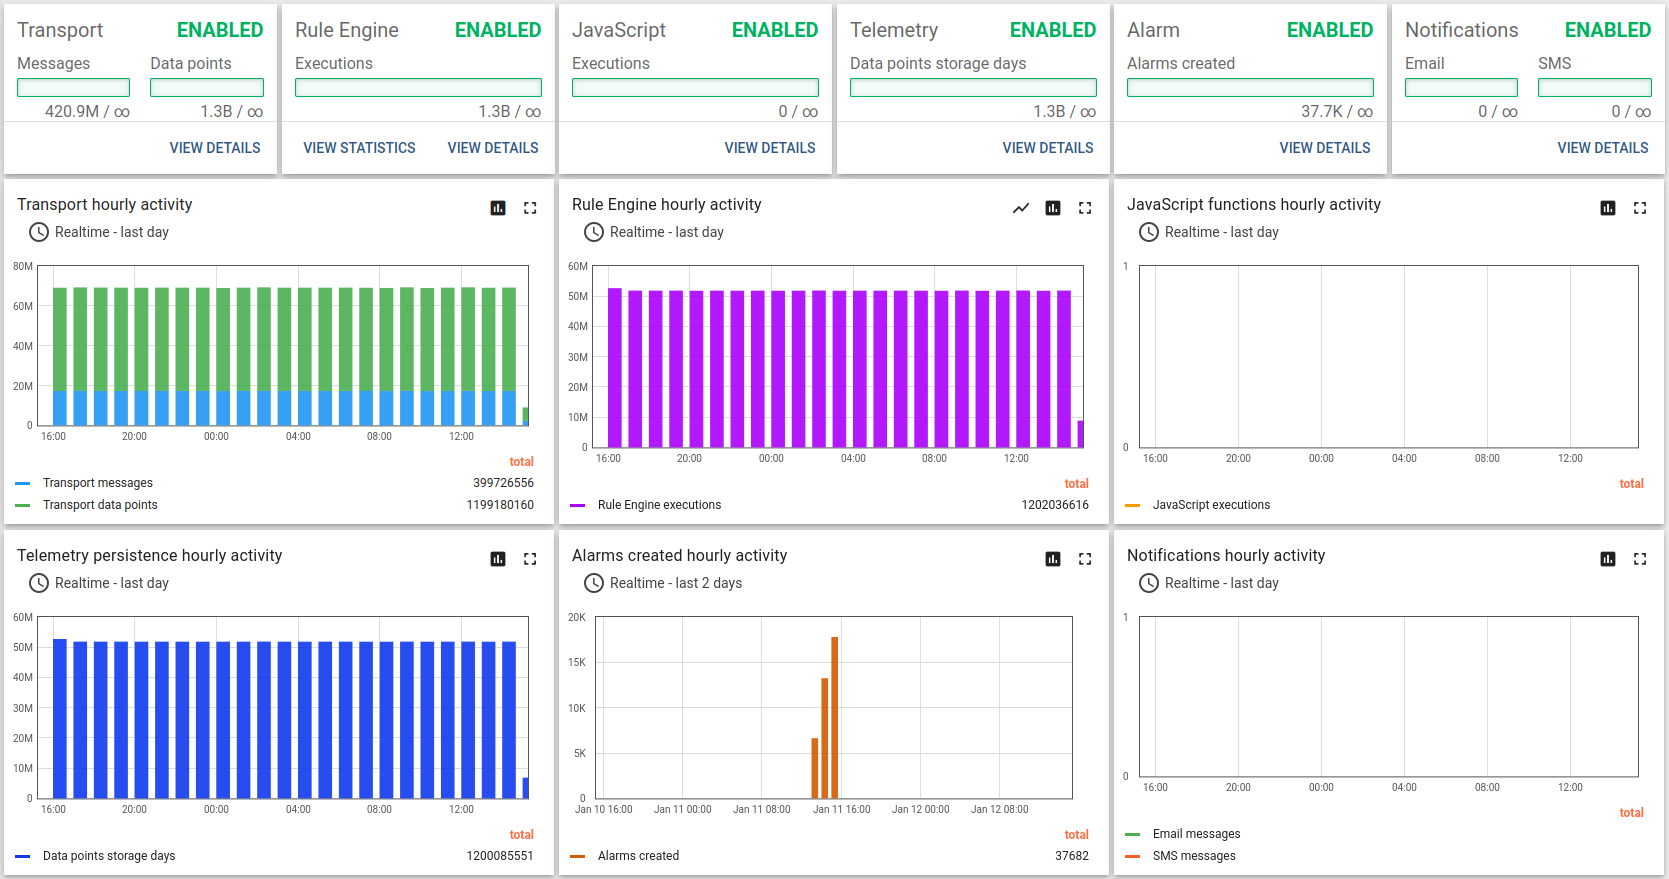 Transport ENABLED
Messages Data points
420.9M / ∞ 1.3B / ∞
VIEW DETAILS
Rule Engine ENABLED
Executions
1.3B / ∞
VIEW STATISTICS VIEW DETAILS
JavaScript ENABLED
Executions
0 / ∞
VIEW DETAILS
Telemetry ENABLED
Data points storage days
1.3B / ∞
VIEW DETAILS
Alarm ENABLED
Alarms created
37.7K / ∞
VIEW DETAILS
Notifications ENABLED
Email SMS
0 / ∞ 0 / ∞
VIEW DETAILS
Transport hourly activity
Realtime - last day
80M
60M
40M
20M
0
16:00 20:00 00:00 04:00 08:00 12:00
total
Transport messages 399726556
Transport data points 1199180160
Rule Engine hourly activity
Realtime - last day
60M
50M
40M
30M
20M
10M
0
16:00 20:00 00:00 04:00 08:00 12:00
total
Rule Engine executions 1202036616
JavaScript functions hourly activity
Realtime - last day
1
0
16:00 20:00 00:00 04:00 08:00 12:00
total
JavaScript executions
Telemetry persistence hourly activity
Realtime - last day
60M
50M
40M
30M
20M
10M
0
16:00 20:00 00:00 04:00 08:00 12:00
total
Data points storage days 1200085551
Alarms created hourly activity
Realtime - last 2 days
20K
15K
10K
5K
0
Jan 10 16:00 Jan 11 00:00 Jan 11 08:00 Jan 11 16:00 Jan 12 00:00 Jan 12 08:00
total
Alarms created 37682
Notifications hourly activity
Realtime - last day
1
0
16:00 20:00 00:00 04:00 08:00 12:00
total
Email messages
SMS messages